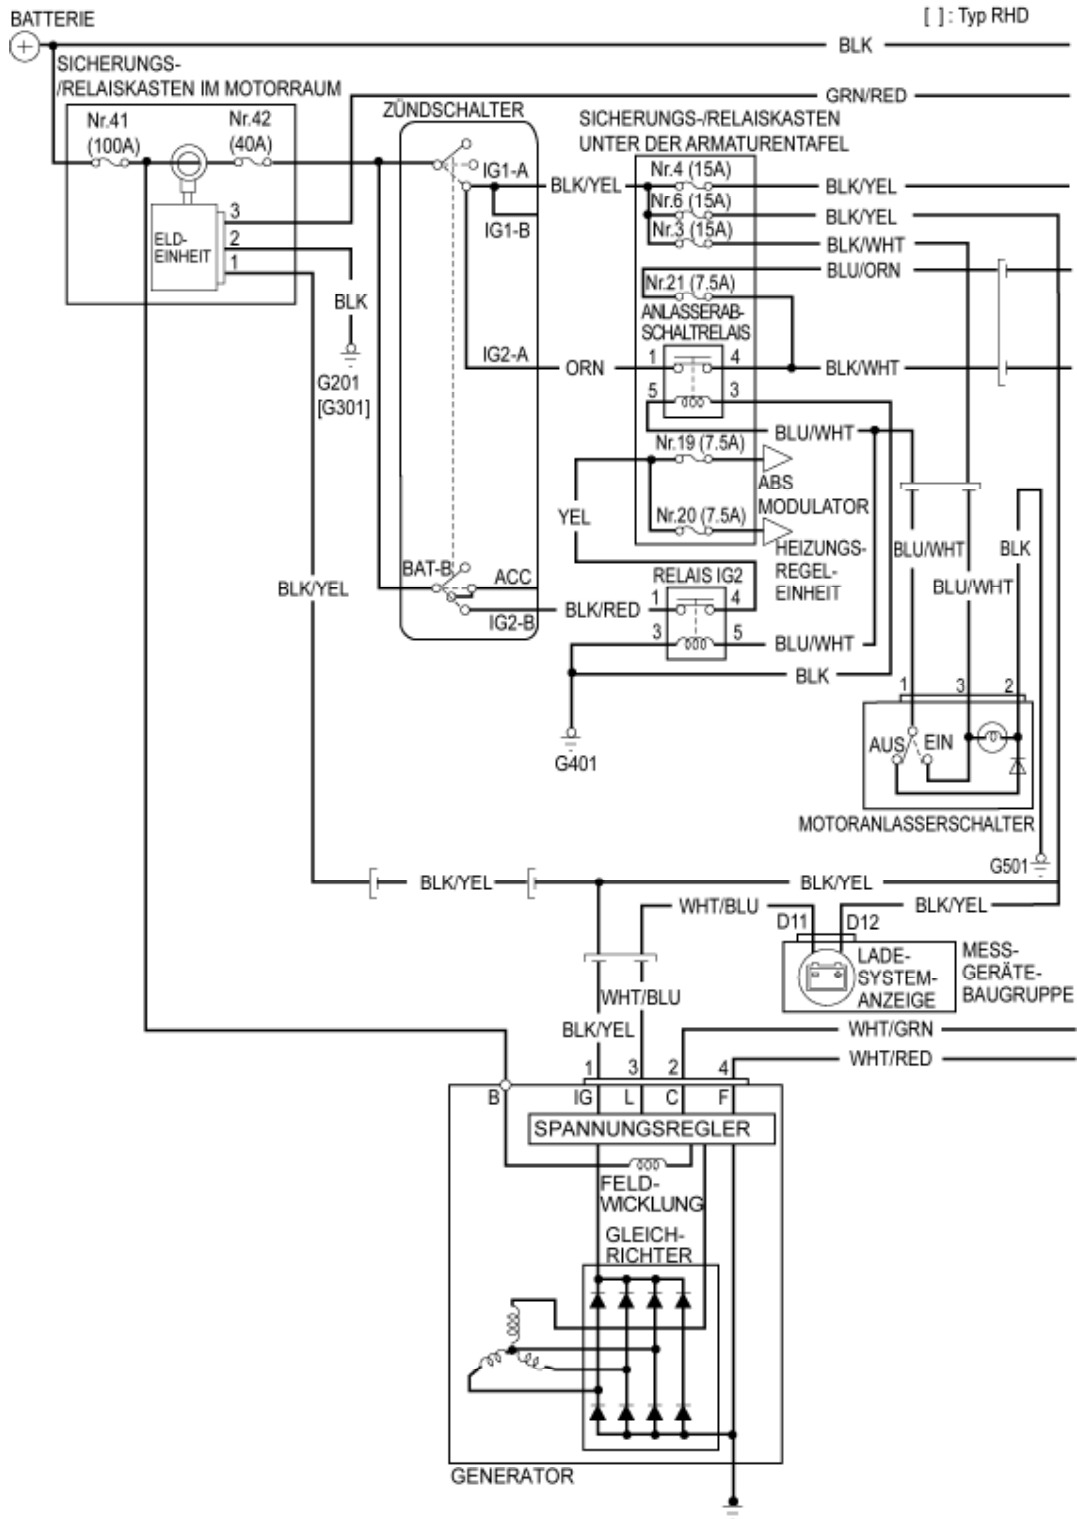 BATTERIE
[ ] : Typ RHD
+
BLK
SICHERUNGS-
/RELAISKASTEN IM MOTORRAUM
GRN/RED
Nr.41
(100A)
Nr.42
(40A)
ZÜNDSCHALTER
SICHERUNGS-/RELAISKASTEN
UNTER DER ARMATURENTAFEL
IG1-A
BLK/YEL
Nr.4 (15A)
BLK/YEL
Nr.6 (15A)
BLK/YEL
IG1-B
Nr.3 (15A)
BLK/WHT
3
2
1
ELD-
EINHEIT
BLK
BLU/ORN
Nr.21 (7.5A)
ANLASSERAB-
SCHALTRELAIS
G201
[G301]
IG2-A
ORN
1
4
BLK/WHT
5
3
BLU/WHT
Nr.19 (7.5A)
ABS
MODULATOR
YEL
Nr.20 (7.5A)
HEIZUNGS-
REGEL-
EINHEIT
BLU/WHT
BLK
BLU/WHT
BLK/YEL
BAT-B
ACC
IG2-B
BLK/RED
RELAIS IG2
1
4
3
5
BLU/WHT
BLK
G401
1
3
2
AUS
EIN
MOTORANLASSERSCHALTER
G501
BLK/YEL
BLK/YEL
WHT/BLU
BLK/YEL
D11
D12
LADE-
SYSTEM-
ANZEIGE
MESS-
GERÄTE-
BAUGRUPPE
WHT/BLU
BLK/YEL
WHT/GRN
WHT/RED
1
3
2
4
B
IG
L
C
F
SPANNUNGSREGLER
FELD-
WICKLUNG
GLEICH-
RICHTER
GENERATOR